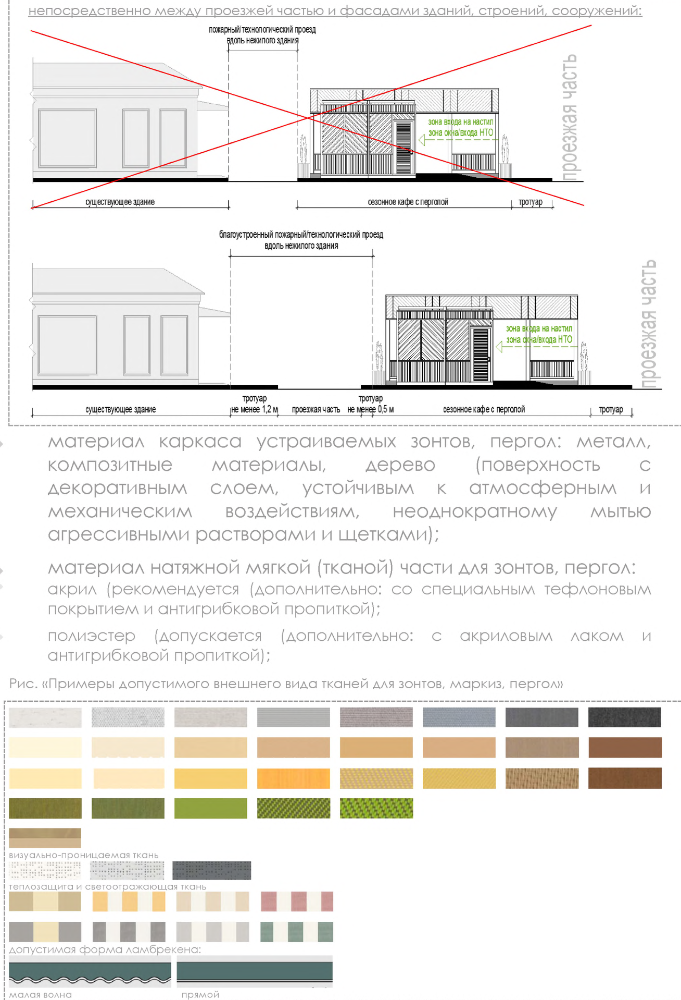 непосредственно между проезжей частью и фасадами зданий, строений, сооружений:
пожарный/технологический проезд
вдоль нежилого здания
проезжая часть
зона входа на настил
зона окна/входа НТО
существующее здание
сезонное кафе с перголой
тротуар
благоустроенный пожарный/технологический проезд
вдоль нежилого здания
проезжая часть
зона входа на настил
зона окна/входа НТО
тротуар
не менее 1,2 м
тротуар
не менее 0,5 м
существующее здание
проезжая часть
сезонное кафе с перголой
тротуар
материал каркаса устраиваемых зонтов, пергол: металл,
композитные материалы, дерево (поверхность с
декоративным слоем, устойчивым к атмосферным и
механическим воздействиям, неоднократному мытью
агрессивными растворами и щетками);
материал натяжной мягкой (тканой) части для зонтов, пергол:
акрил (рекомендуется (дополнительно: со специальным тефлоновым
покрытием и антигрибковой пропиткой);
полиэстер (допускается (дополнительно: с акриловым лаком и
антигрибковой пропиткой);
Рис. «Примеры допустимого внешнего вида тканей для зонтов, маркиз, пергол»
визуально-проницаемая ткань
теплозащита и светоотражающая ткань
допустимая форма ламбрекена:
малая волна
прямой